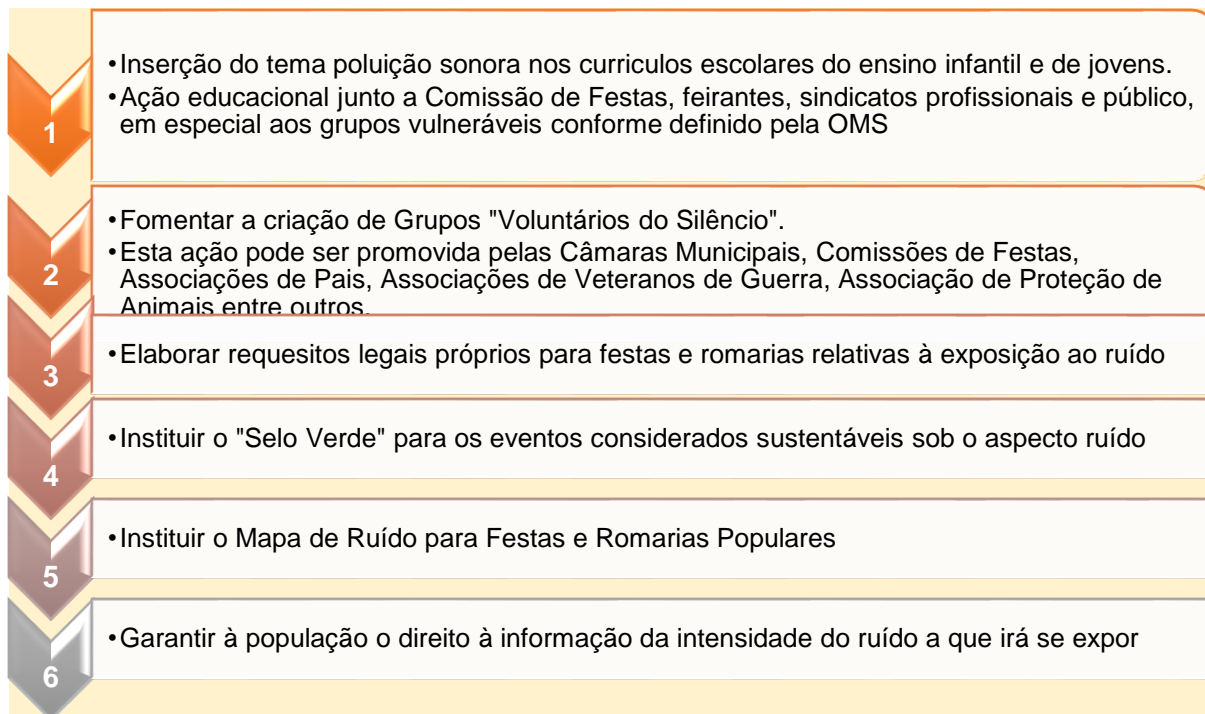 •Inserção do tema poluição sonora nos curriculos escolares do ensino infantil e de jovens.
•Ação educacional junto a Comissão de Festas, feirantes, sindicatos profissionais e público,
em especial aos grupos vulneráveis conforme definido pela OMS
1
•Fomentar a criação de Grupos "Voluntários do Silêncio".
•Esta ação pode ser promovida pelas Câmaras Municipais, Comissões de Festas,
Associações de Pais, Associações de Veteranos de Guerra, Associação de Proteção de
Animais entre outros.
2
•Elaborar requesitos legais próprios para festas e romarias relativas à exposição ao ruído
3
•Instituir o "Selo Verde" para os eventos considerados sustentáveis sob o aspecto ruído
4
•Instituir o Mapa de Ruído para Festas e Romarias Populares
5
•Garantir à população o direito à informação da intensidade do ruído a que irá se expor
6